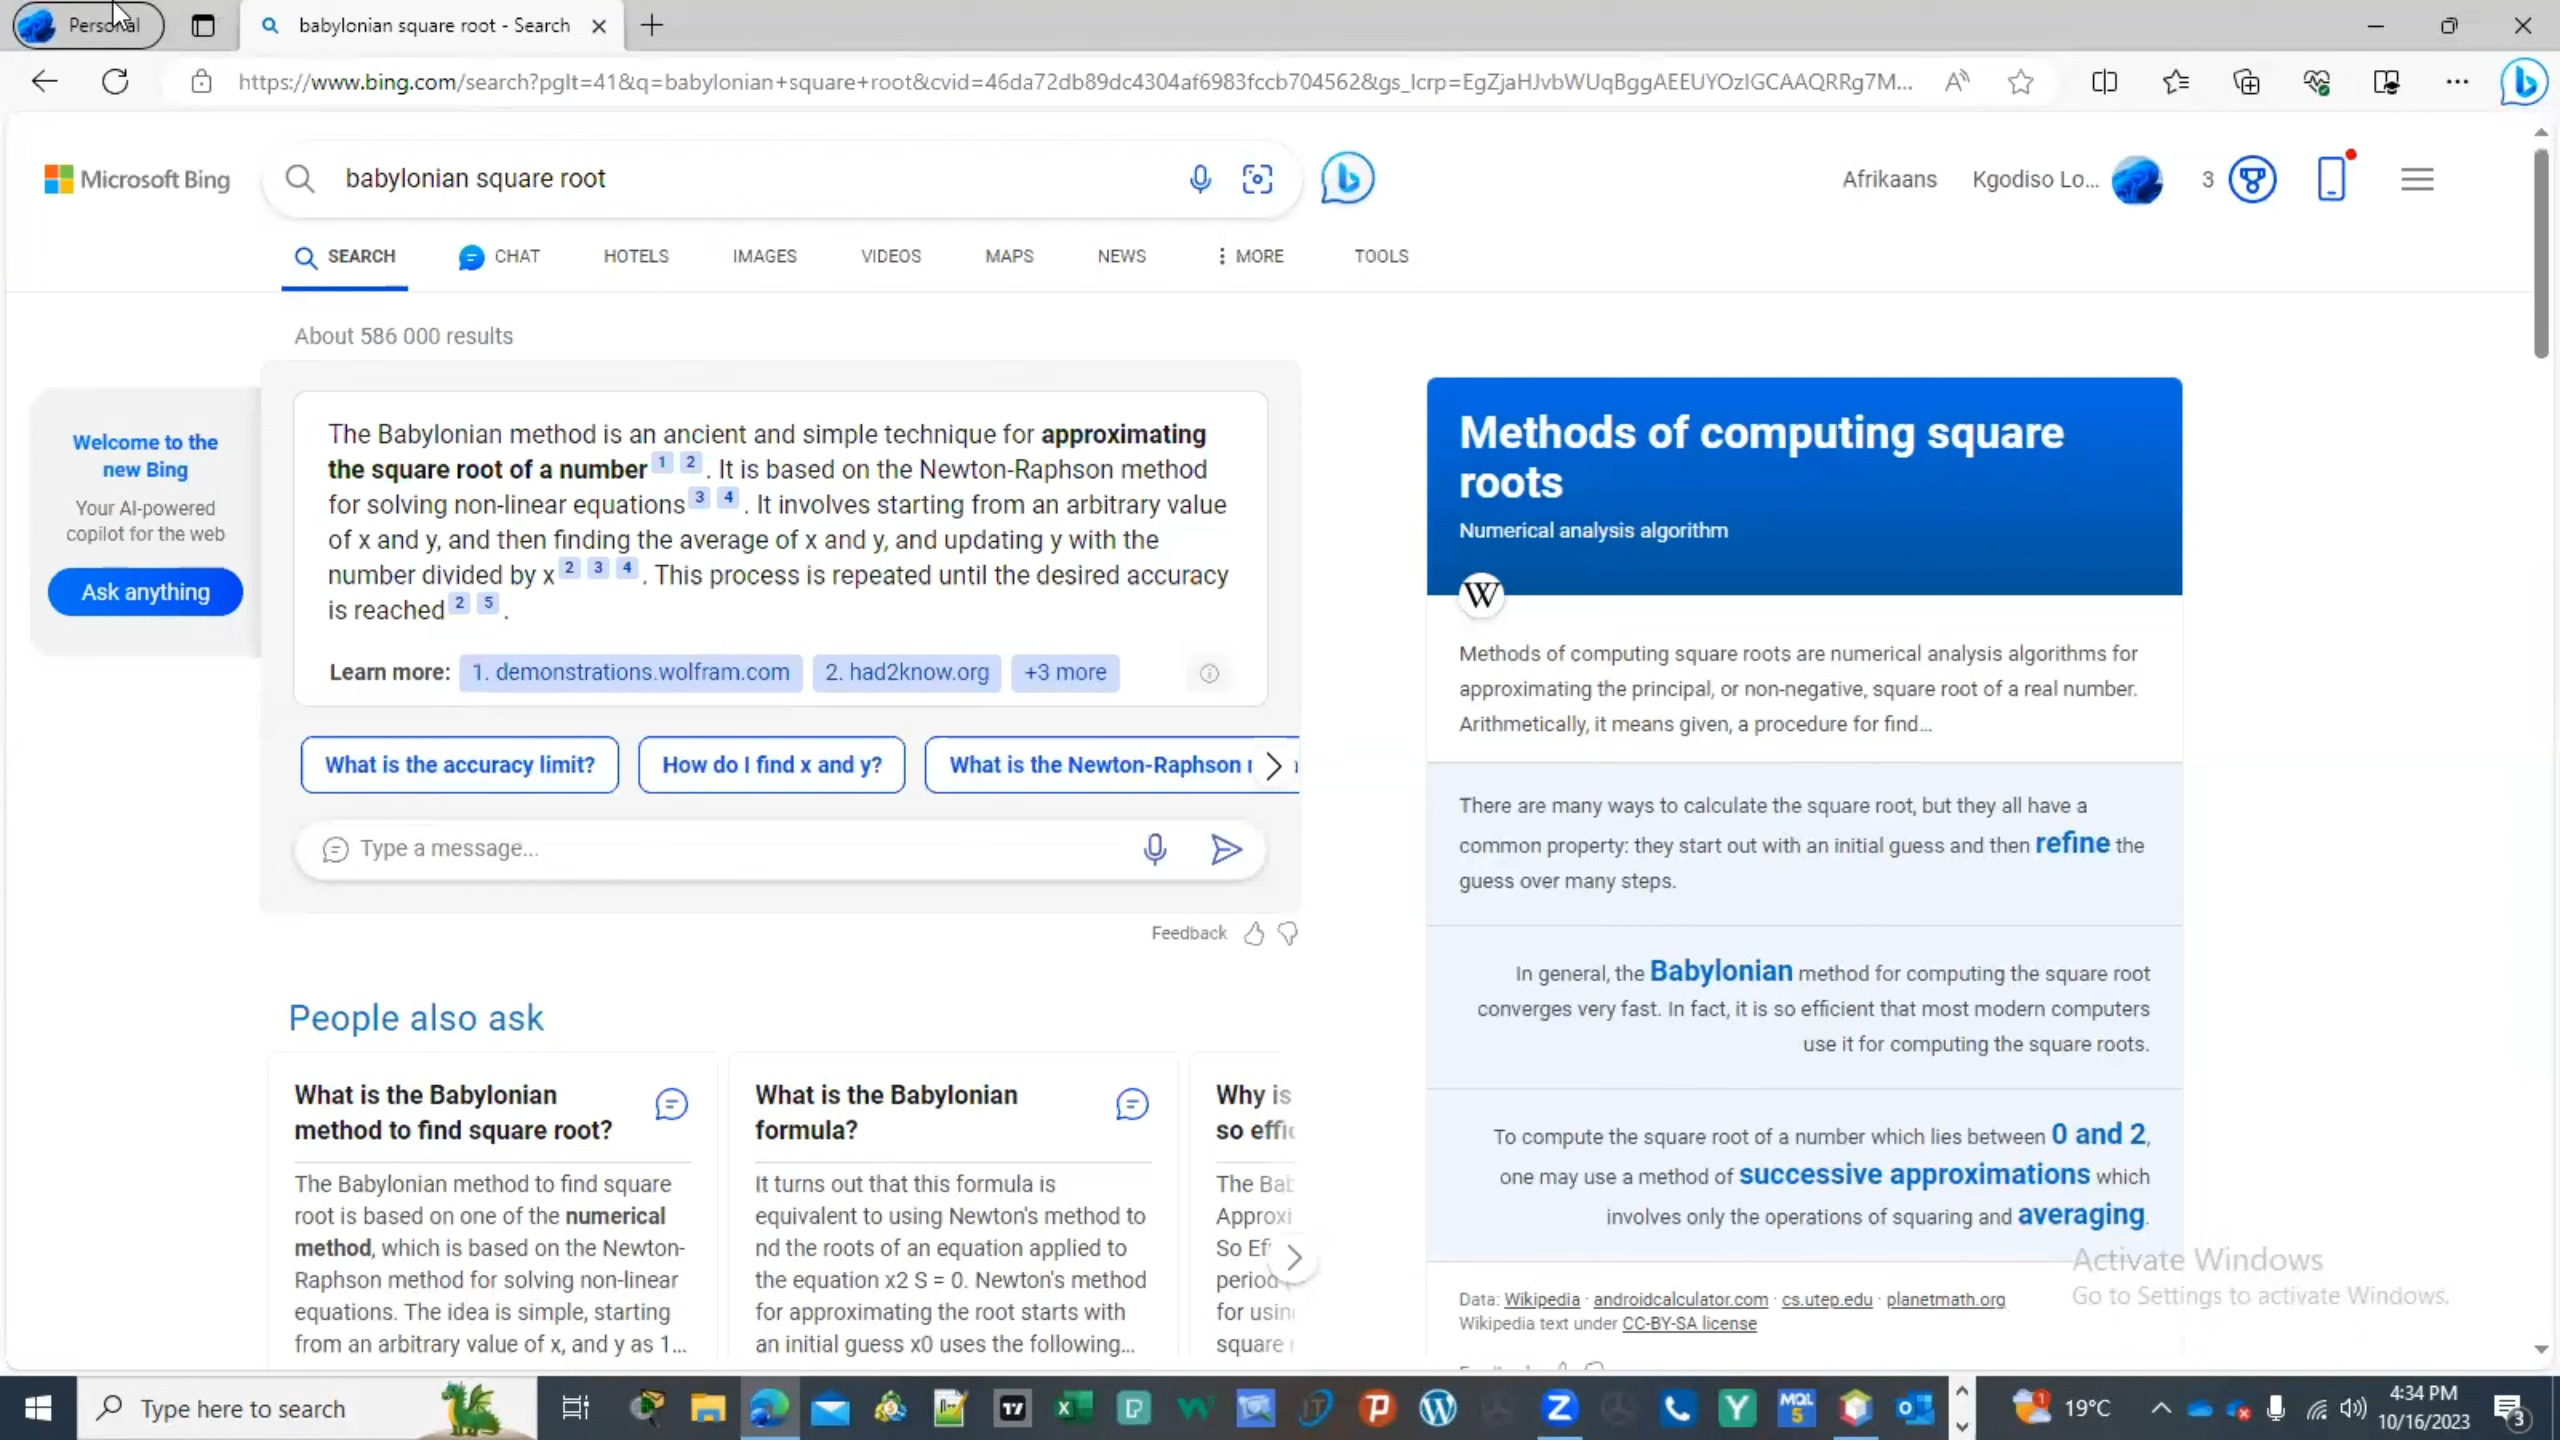 Personal
babylonian square root - Search
https://www.bing.com/search?pglt=41&q=babylonian+square+root&cvid=46da72db89dc4304af6983fccb704562&gs_lcrp=EgZjaHJvbWUqBggAEEUYOzIGCAAQRRg7M...
Microsoft Bing
babylonian square root
Afrikaans
Kgodiso Lo...
3
SEARCH
CHAT
HOTELS
IMAGES
VIDEOS
MAPS
NEWS
MORE
TOOLS
About 586 000 results
Welcome to the
new Bing
Your AI-powered
copilot for the web
Ask anything
The Babylonian method is an ancient and simple technique for approximating
the square root of a number 1 2 . It is based on the Newton-Raphson method
for solving non-linear equations 3 4 . It involves starting from an arbitrary value
of x and y, and then finding the average of x and y, and updating y with the
number divided by x 2 3 4 . This process is repeated until the desired accuracy
is reached 2 5 .
Learn more: 1. demonstrations.wolfram.com 2. had2know.org +3 more
What is the accuracy limit?
How do I find x and y?
What is the Newton-Raphson
Type a message...
Feedback
People also ask
What is the Babylonian
method to find square root?
The Babylonian method to find square
root is based on one of the numerical
method, which is based on the Newton-
Raphson method for solving non-linear
equations. The idea is simple, starting
from an arbitrary value of x, and y as 1...
What is the Babylonian
formula?
It turns out that this formula is
equivalent to using Newton's method to
nd the roots of an equation applied to
the equation x2 S = 0. Newton's method
for approximating the root starts with
an initial guess x0 uses the following...
Why is
so effic
The Bab
Approxi
So Ef
period
for usin
square
Methods of computing square
roots
Numerical analysis algorithm
W
Methods of computing square roots are numerical analysis algorithms for
approximating the principal, or non-negative, square root of a real number.
Arithmetically, it means given, a procedure for find...
There are many ways to calculate the square root, but they all have a
common property: they start out with an initial guess and then refine the
guess over many steps.
In general, the Babylonian method for computing the square root
converges very fast. In fact, it is so efficient that most modern computers
use it for computing the square roots.
To compute the square root of a number which lies between 0 and 2,
one may use a method of successive approximations which
involves only the operations of squaring and averaging.
Data: Wikipedia · androidcalculator.com · cs.utep.edu · planetmath.org
Wikipedia text under CC-BY-SA license
Activate Windows
Go to Settings to activate Windows.
Type here to search
19°C
4:34 PM
10/16/2023
3